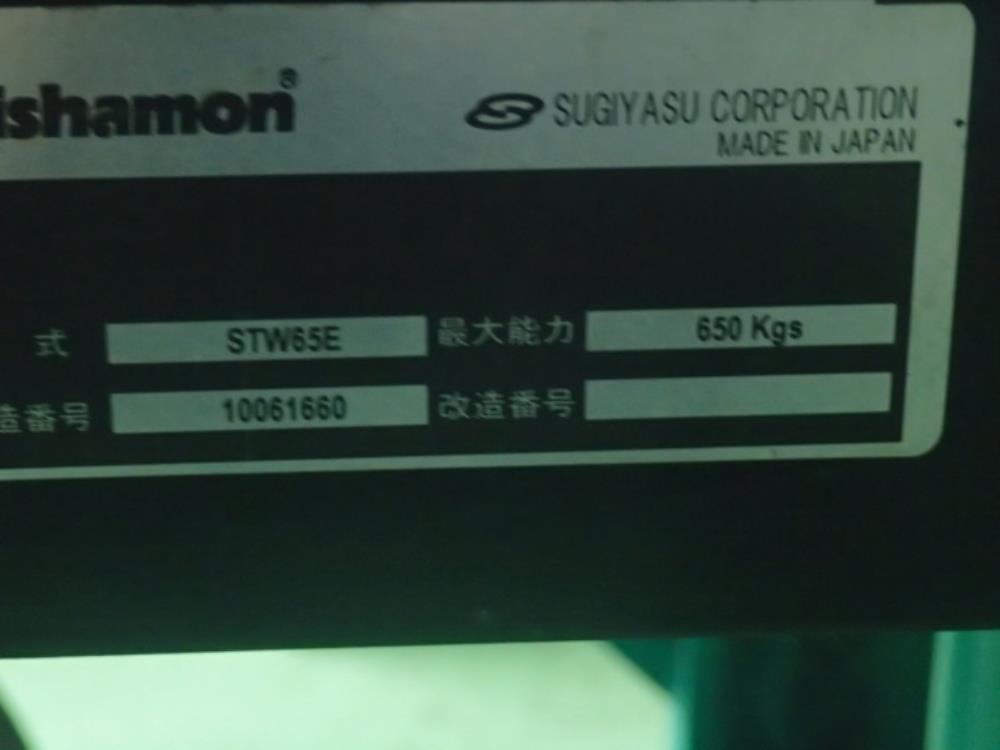 ishamon®
SUGIYASU CORPORATION
MADE IN JAPAN
式 STW65E 最大能力 650 Kgs
造番号 10061660 改造番号